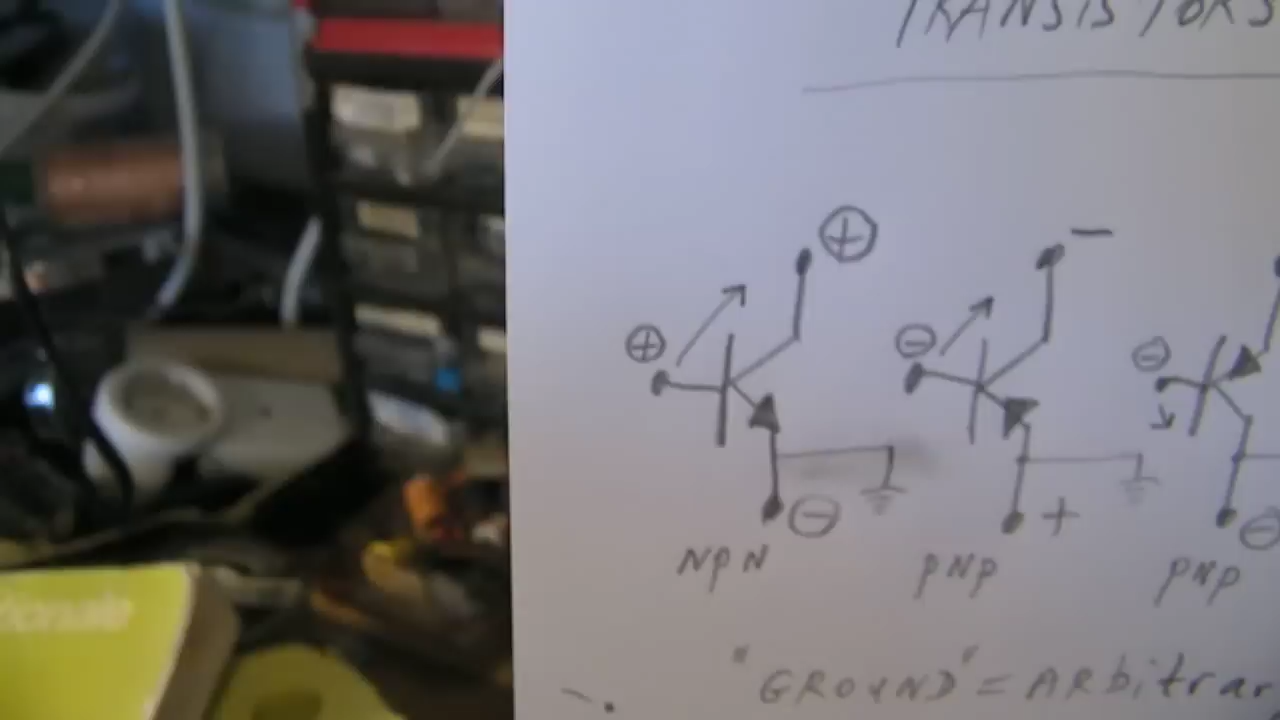 TRANSISTORS
+ −
+ − −
− + −
NPN PNP PNP
"GROUND" = ARbitrar